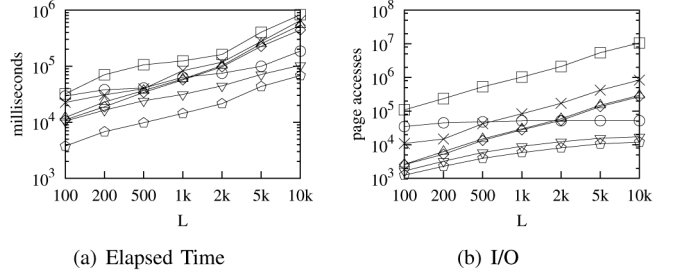 10^6
10^5
10^4
10^3
milliseconds
100 200 500 1k 2k 5k 10k
L
(a) Elapsed Time
10^8
10^7
10^6
10^5
10^4
10^3
page accesses
100 200 500 1k 2k 5k 10k
L
(b) I/O